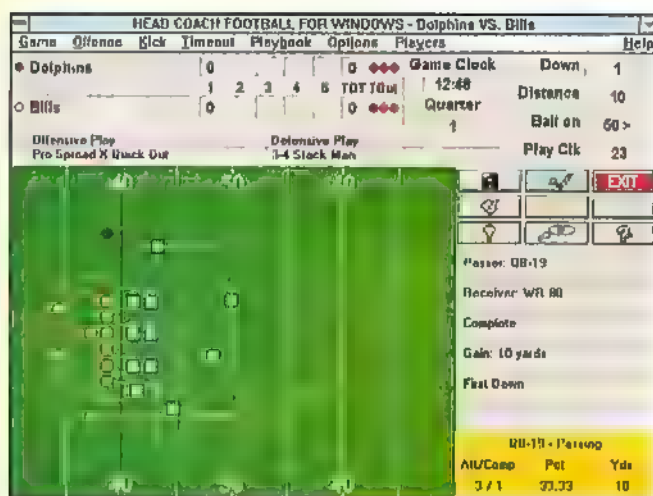 HEAD COACH FOOTBALL FOR WINDOWS - Dolphins VS. Bills
Game Offense Kick Timeout Playbook Options Players Help
Dolphins 0 0 Game Clock Down 1
1 2 3 4 5 TOT 12:48 Distance 10
Bills 0 0 Quarter Ball on 50 >
1
Offensive Play Defensive Play Play Clk 23
Pro Spread X Quick Out 3-4 Stack Man
EXIT
Passer: QB-19
Receiver: WR 80
Complete
Gain: 10 yards
First Down
QB-19 - Passing
Att/Comp Pct Yds
3 / 1 33.33 10